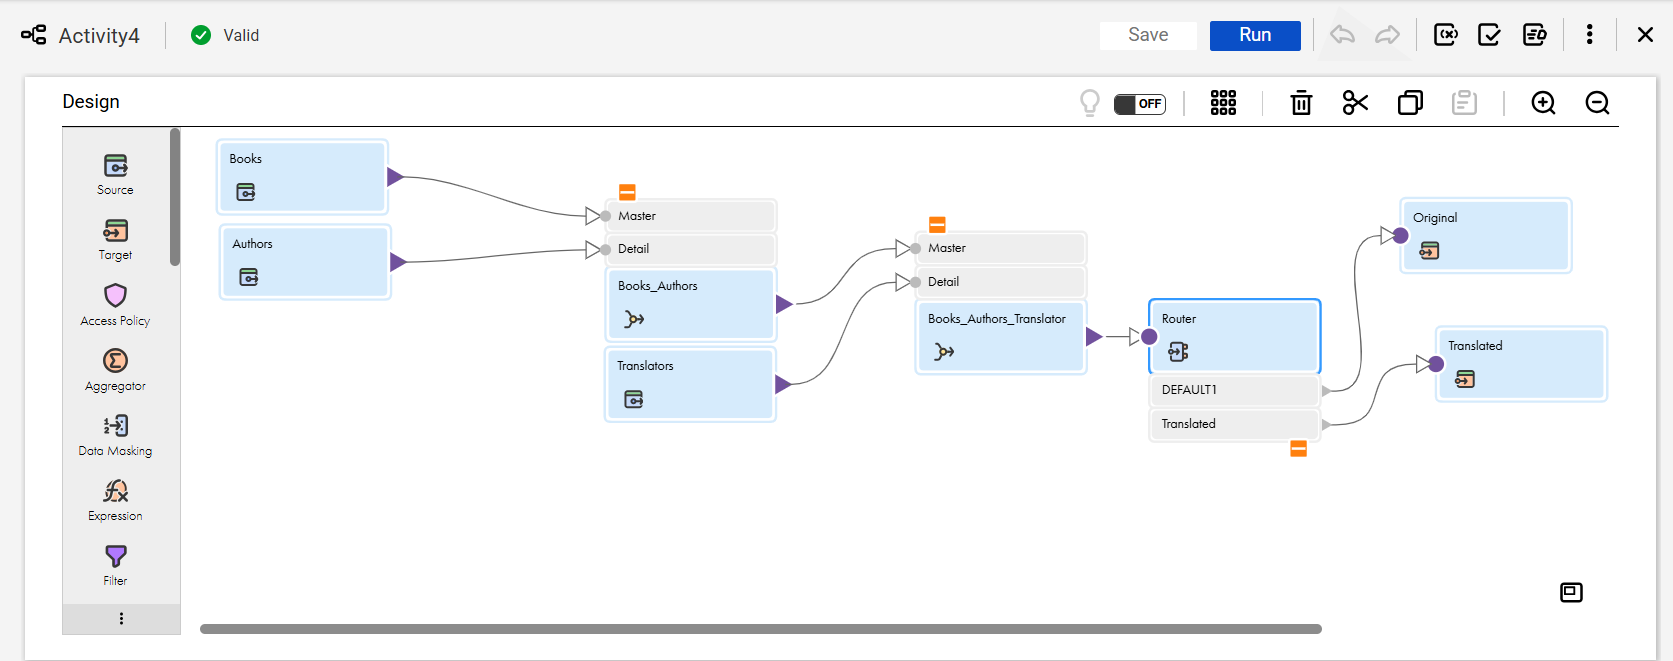 Activity4
Valid
Save
Run
Design
OFF
Source
Target
Access Policy
Aggregator
Data Masking
Expression
Filter
Books
Authors
Master
Detail
Books_Authors
Translators
Master
Detail
Books_Authors_Translator
Router
DEFAULT1
Translated
Original
Translated